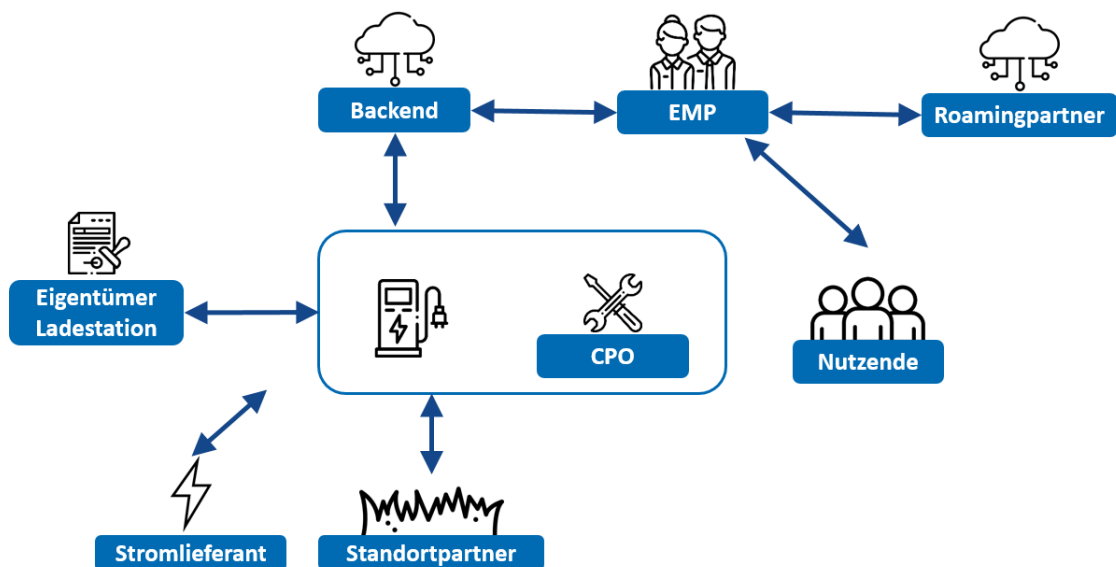 Backend
EMP
Roamingpartner
Eigentümer
Ladestation
CPO
Nutzende
Stromlieferant
Standortpartner